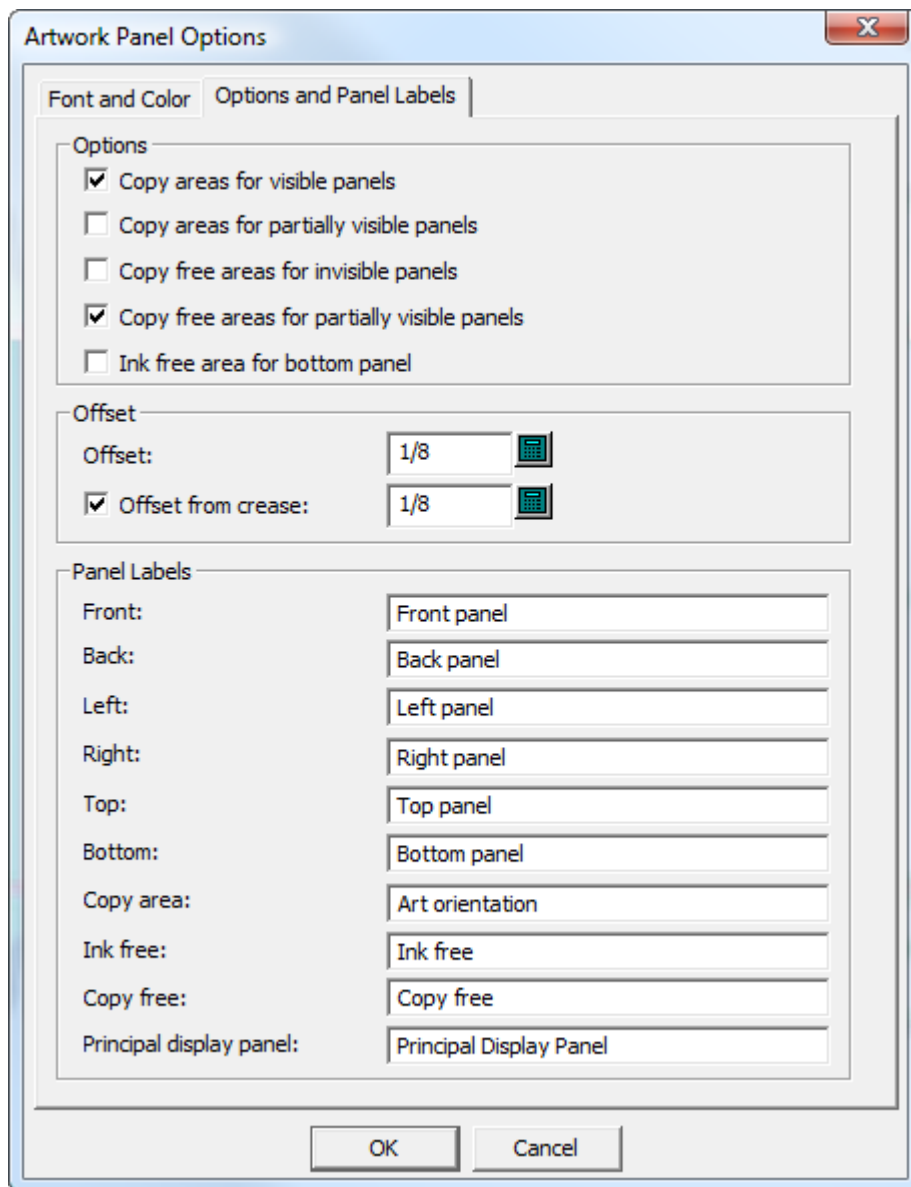 Artwork Panel Options
Font and Color Options and Panel Labels
Options
Copy areas for visible panels
Copy areas for partially visible panels
Copy free areas for invisible panels
Copy free areas for partially visible panels
Ink free area for bottom panel
Offset
Offset: 1/8
Offset from crease: 1/8
Panel Labels
Front: Front panel
Back: Back panel
Left: Left panel
Right: Right panel
Top: Top panel
Bottom: Bottom panel
Copy area: Art orientation
Ink free: Ink free
Copy free: Copy free
Principal display panel: Principal Display Panel
OK Cancel